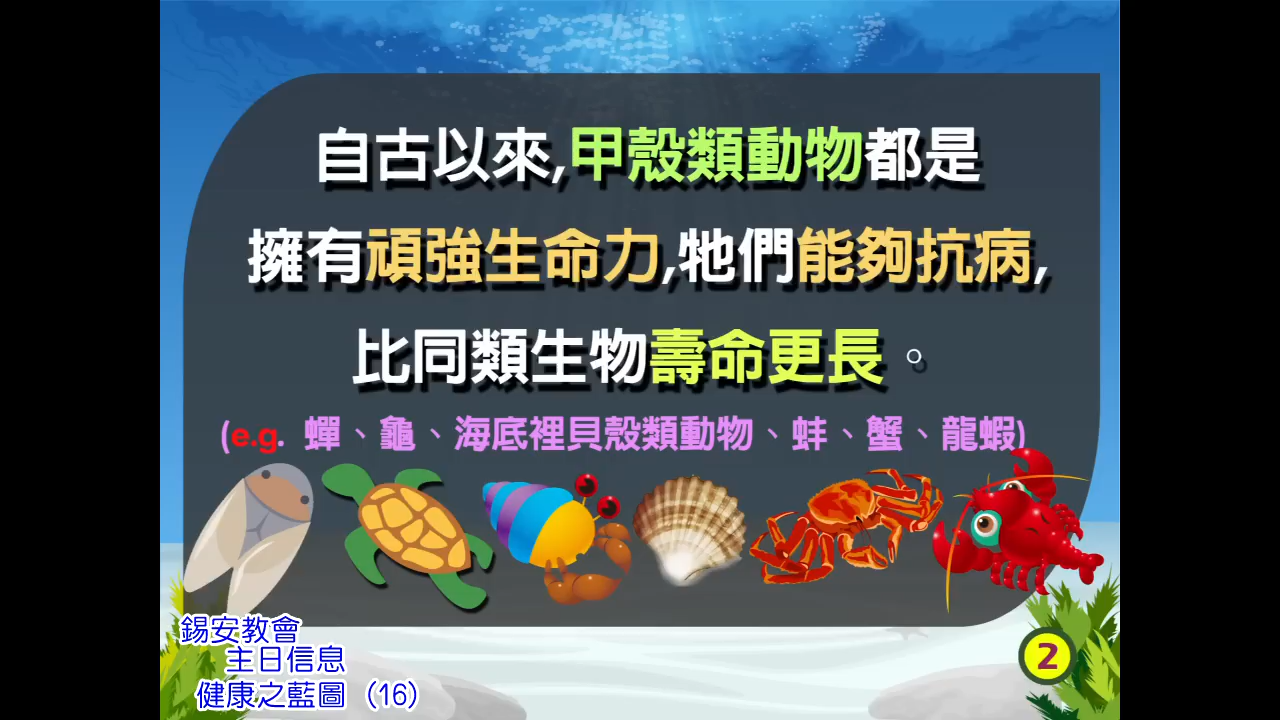 自古以來,甲殼類動物都是
擁有頑強生命力,牠們能夠抗病,
比同類生物壽命更長。
(e.g. 蟬、龜、海底裡貝殼類動物、蚌、蟹、龍蝦)
錫安教會
主日信息
健康之藍圖（16）
2